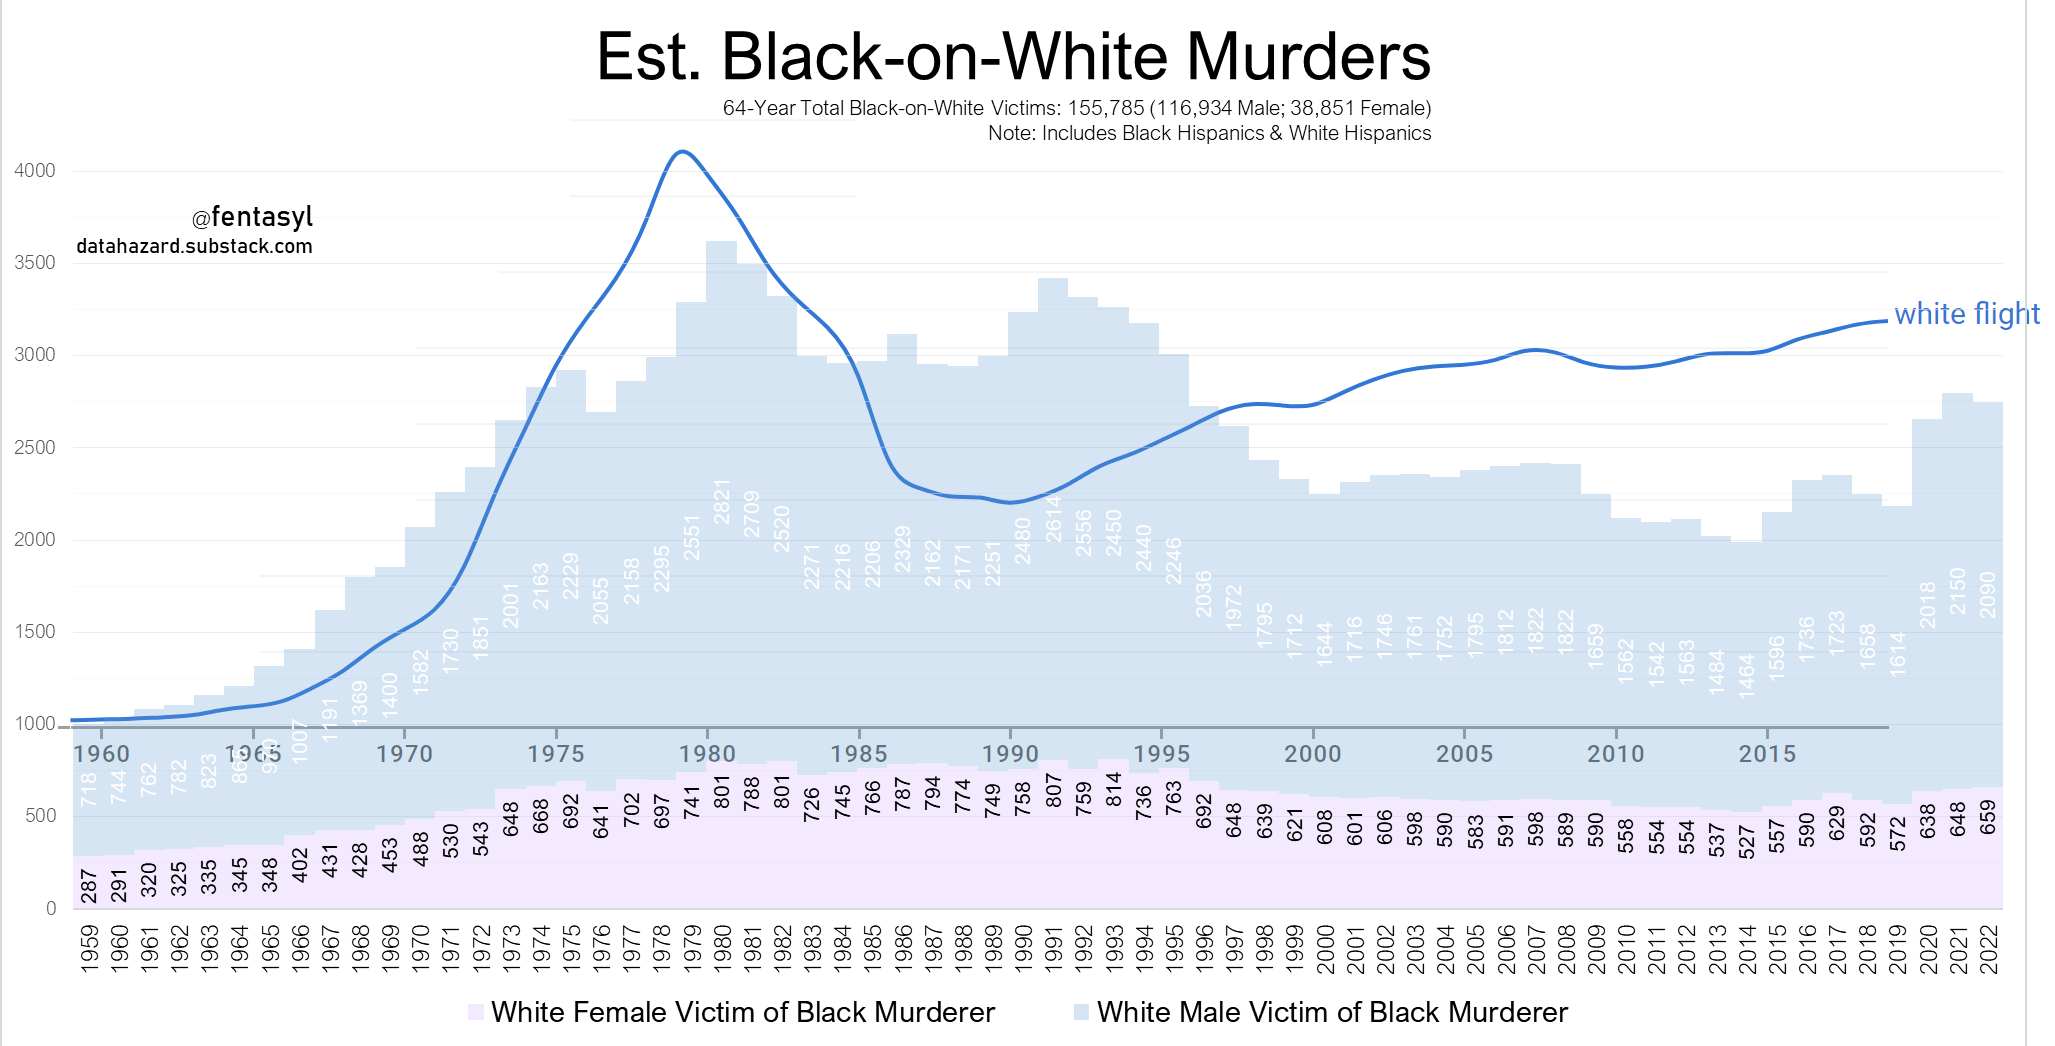 Est. Black-on-White Murders
64-Year Total Black-on-White Victims: 155,785 (116,934 Male; 38,851 Female)
Note: Includes Black Hispanics & White Hispanics
@fentasyl
datahazard.substack.com
4000
3500
3000
2500
2000
1500
1000
500
0
white flight
1960 1965 1970 1975 1980 1985 1990 1995 2000 2005 2010 2015
718 744 762 782 823 1007 1191 1369 1400 1582 1730 1851 2001 2163 2229 2055 2158 2295 2551 2821 2709 2520 2271 2216 2206 2329 2162 2171 2251 2480 2614 2556 2450 2440 2246 2036 1972 1795 1712 1644 1716 1746 1761 1752 1795 1812 1822 1822 1659 1562 1542 1563 1484 1464 1596 1736 1723 1658 1614 2018 2150 2090
287 291 320 325 335 345 348 402 431 428 453 488 530 543 648 668 692 641 702 697 741 801 788 801 726 745 766 787 794 774 749 758 807 759 814 736 763 692 648 639 621 608 601 606 598 590 583 591 598 589 590 558 554 554 537 527 557 590 629 592 572 638 648 659
1959 1960 1961 1962 1963 1964 1965 1966 1967 1968 1969 1970 1971 1972 1973 1974 1975 1976 1977 1978 1979 1980 1981 1982 1983 1984 1985 1986 1987 1988 1989 1990 1991 1992 1993 1994 1995 1996 1997 1998 1999 2000 2001 2002 2003 2004 2005 2006 2007 2008 2009 2010 2011 2012 2013 2014 2015 2016 2017 2018 2019 2020 2021 2022
White Female Victim of Black Murderer
White Male Victim of Black Murderer